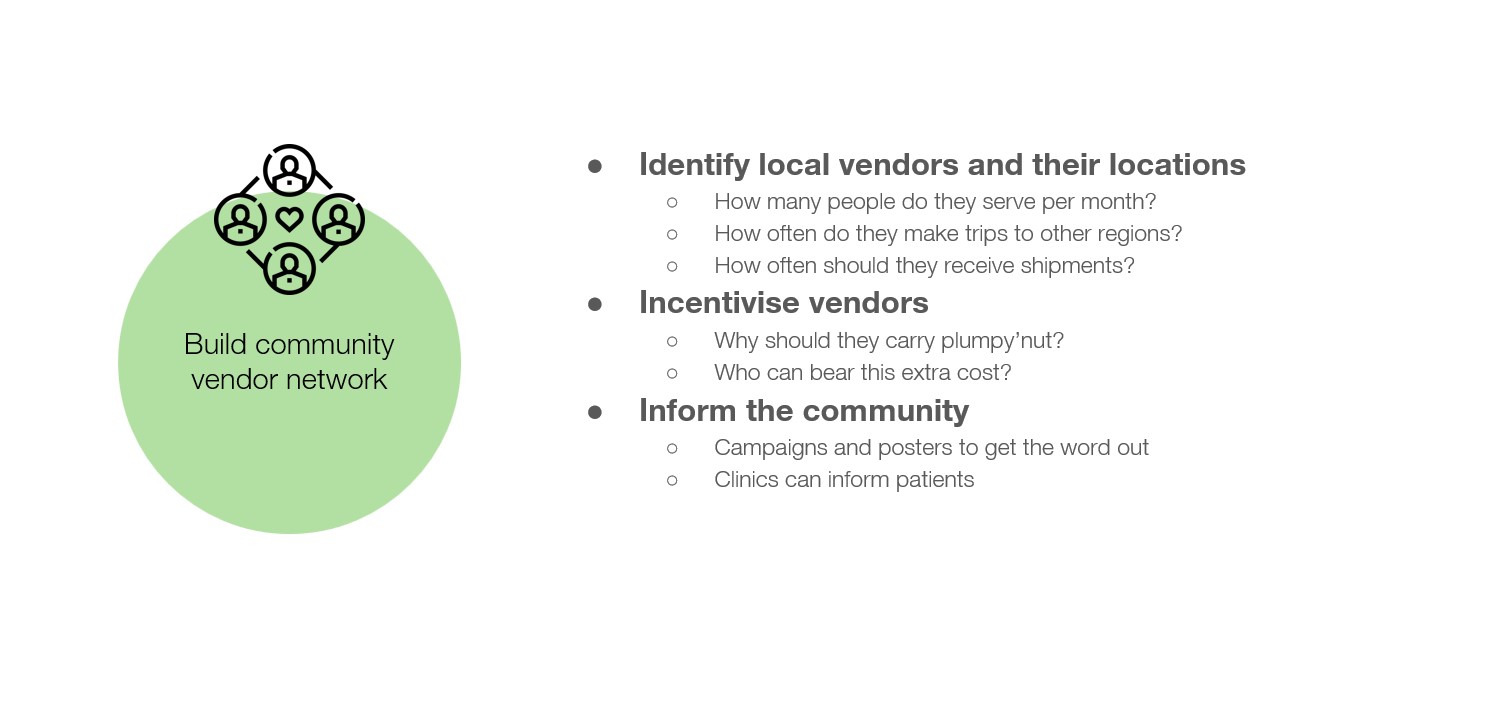 Build community
vendor network
● Identify local vendors and their locations
○ How many people do they serve per month?
○ How often do they make trips to other regions?
○ How often should they receive shipments?
● Incentivise vendors
○ Why should they carry plumpy’nut?
○ Who can bear this extra cost?
● Inform the community
○ Campaigns and posters to get the word out
○ Clinics can inform patients